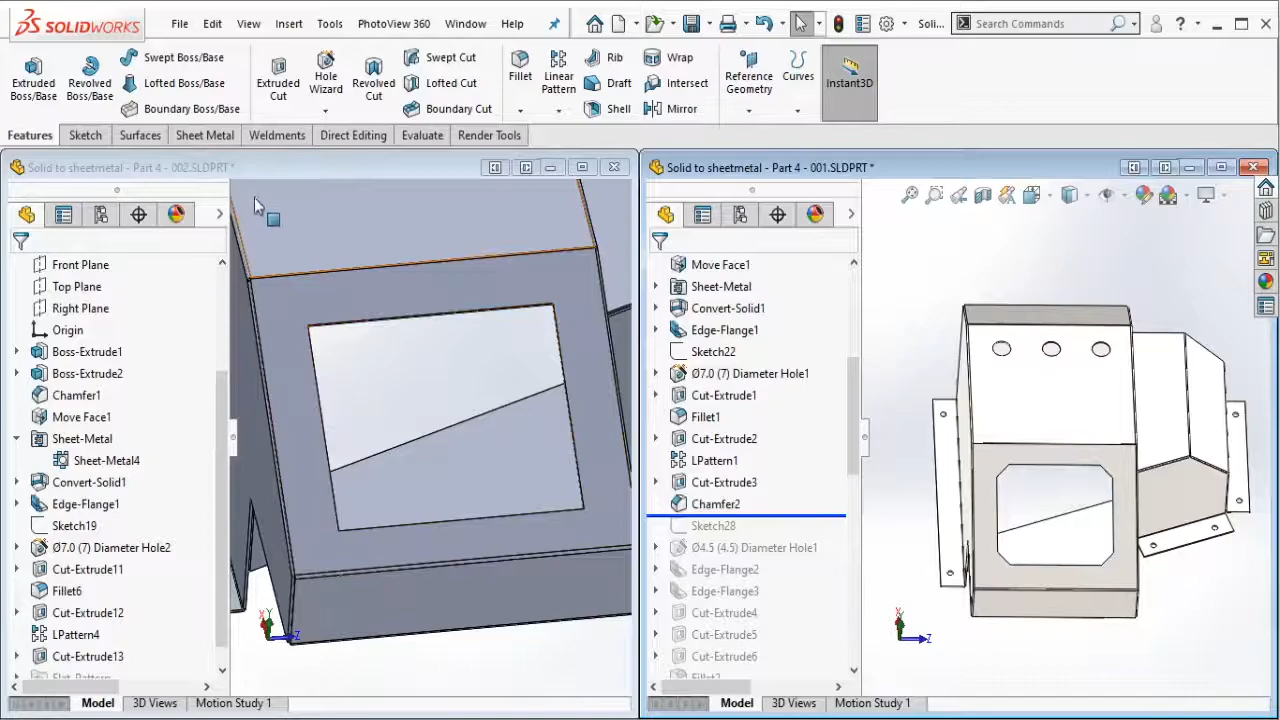 SOLIDWORKS File Edit View Insert Tools PhotoView 360 Window Help Soli... Search Commands ?
Extruded Boss/Base
Revolved Boss/Base
Swept Boss/Base
Lofted Boss/Base
Boundary Boss/Base
Extruded Cut
Hole Wizard
Revolved Cut
Swept Cut
Lofted Cut
Boundary Cut
Fillet
Linear Pattern
Rib
Draft
Shell
Wrap
Intersect
Mirror
Reference Geometry
Curves
Instant3D
Features Sketch Surfaces Sheet Metal Weldments Direct Editing Evaluate Render Tools
Solid to sheetmetal - Part 4 - 002.SLDPRT *
Front Plane
Top Plane
Right Plane
Origin
Boss-Extrude1
Boss-Extrude2
Chamfer1
Move Face1
Sheet-Metal
Sheet-Metal4
Convert-Solid1
Edge-Flange1
Sketch19
Ø7.0 (7) Diameter Hole2
Cut-Extrude11
Fillet6
Cut-Extrude12
LPattern4
Cut-Extrude13
Flat-Pattern
X Y Z
Model 3D Views Motion Study 1
Solid to sheetmetal - Part 4 - 001.SLDPRT *
Move Face1
Sheet-Metal
Convert-Solid1
Edge-Flange1
Sketch22
Ø7.0 (7) Diameter Hole1
Cut-Extrude1
Fillet1
Cut-Extrude2
LPattern1
Cut-Extrude3
Chamfer2
Sketch28
Ø4.5 (4.5) Diameter Hole1
Edge-Flange2
Edge-Flange3
Cut-Extrude4
Cut-Extrude5
Cut-Extrude6
Fillet2
X Z
Model 3D Views Motion Study 1